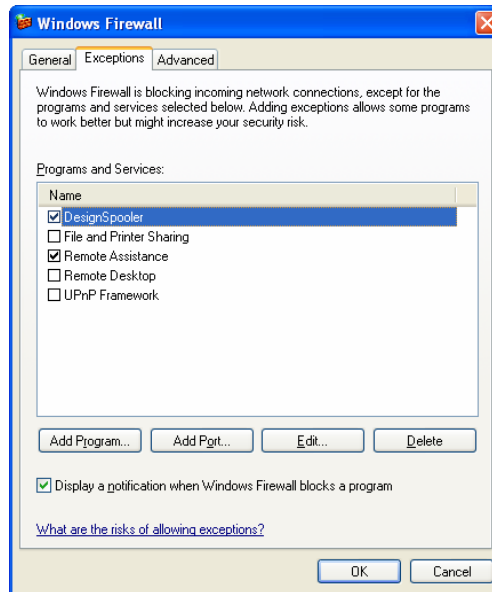 Windows Firewall
General Exceptions Advanced
Windows Firewall is blocking incoming network connections, except for the
programs and services selected below. Adding exceptions allows some programs
to work better but might increase your security risk.
Programs and Services:
Name
DesignSpooler
File and Printer Sharing
Remote Assistance
Remote Desktop
UPnP Framework
Add Program... Add Port... Edit... Delete
Display a notification when Windows Firewall blocks a program
What are the risks of allowing exceptions?
OK Cancel